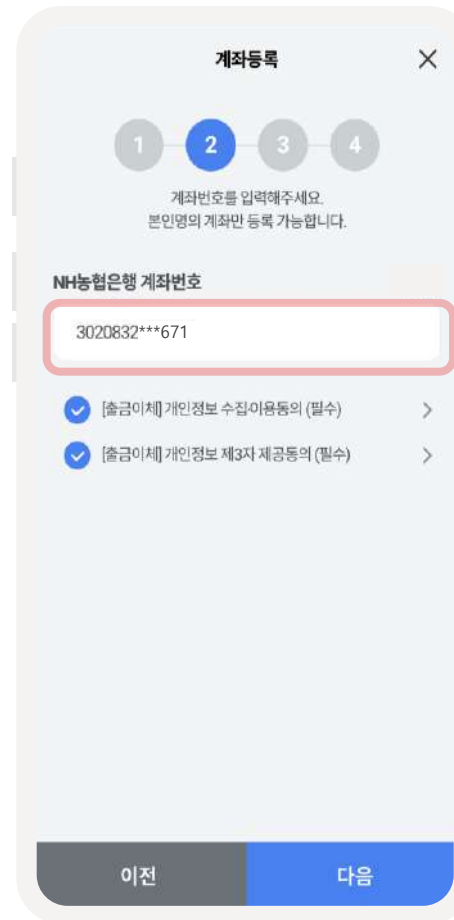 계좌등록
1 2 3 4
계좌번호를 입력해주세요.
본인명의 계좌만 등록 가능합니다.
NH농협은행 계좌번호
3020832***671
[출금이체] 개인정보 수집·이용동의 (필수)
[출금이체] 개인정보 제3자 제공동의 (필수)
이전 다음